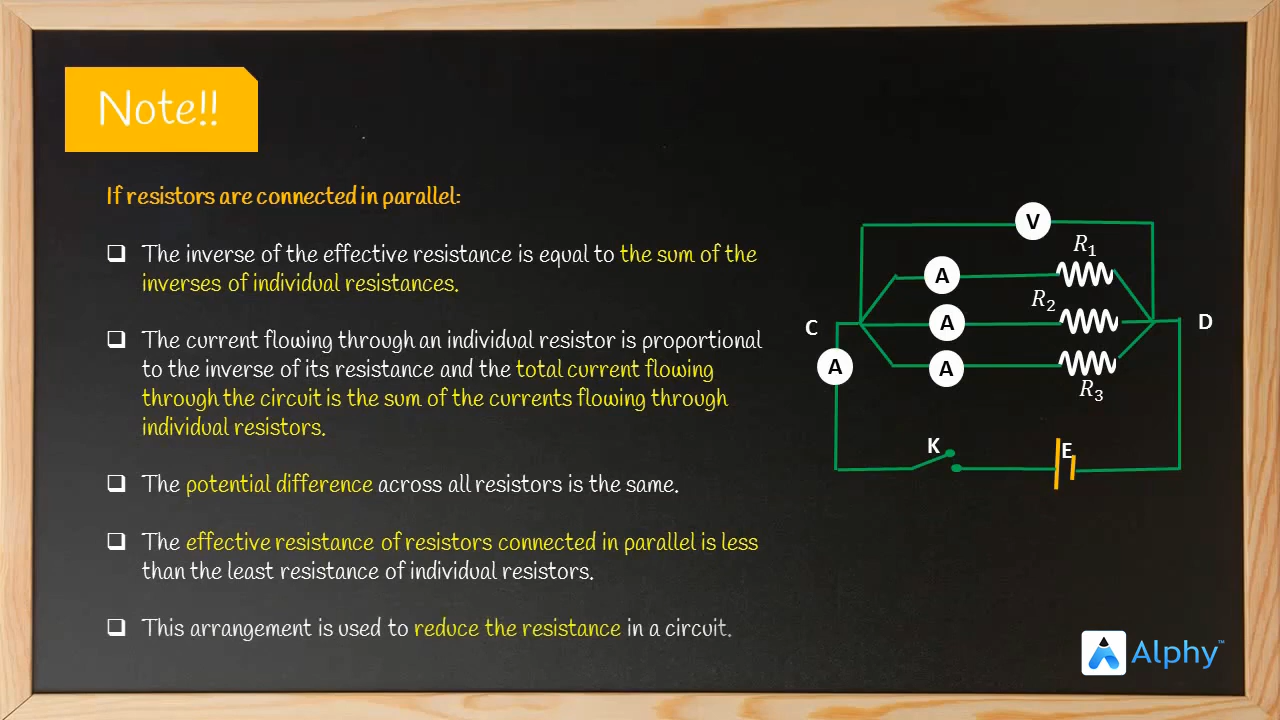 Note!!
If resistors are connected in parallel:
❑ The inverse of the effective resistance is equal to the sum of the
inverses of individual resistances.
❑ The current flowing through an individual resistor is proportional
to the inverse of its resistance and the total current flowing
through the circuit is the sum of the currents flowing through
individual resistors.
❑ The potential difference across all resistors is the same.
❑ The effective resistance of resistors connected in parallel is less
than the least resistance of individual resistors.
❑ This arrangement is used to reduce the resistance in a circuit.
V
R₁
A
R₂
C
A
D
A
A
R₃
K
E
Alphy™